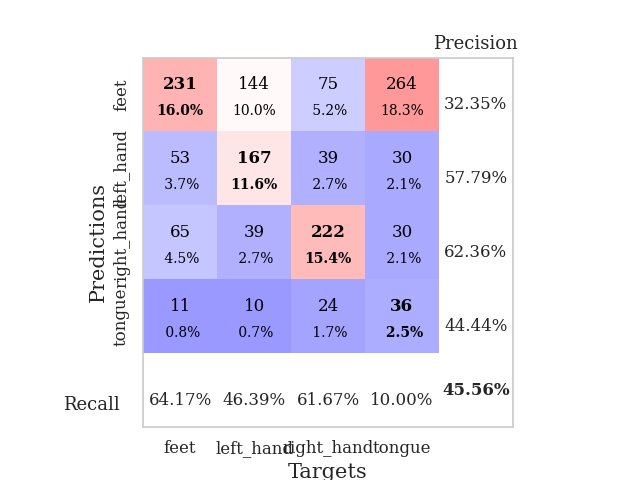 Precision
feet 231 144 75 264 32.35%
16.0% 10.0% 5.2% 18.3%
left_hand 53 167 39 30 57.79%
3.7% 11.6% 2.7% 2.1%
right_hand 65 39 222 30 62.36%
4.5% 2.7% 15.4% 2.1%
tongue 11 10 24 36 44.44%
0.8% 0.7% 1.7% 2.5%
Predictions
Recall 64.17% 46.39% 61.67% 10.00% 45.56%
feet left_hand right_hand tongue
Targets